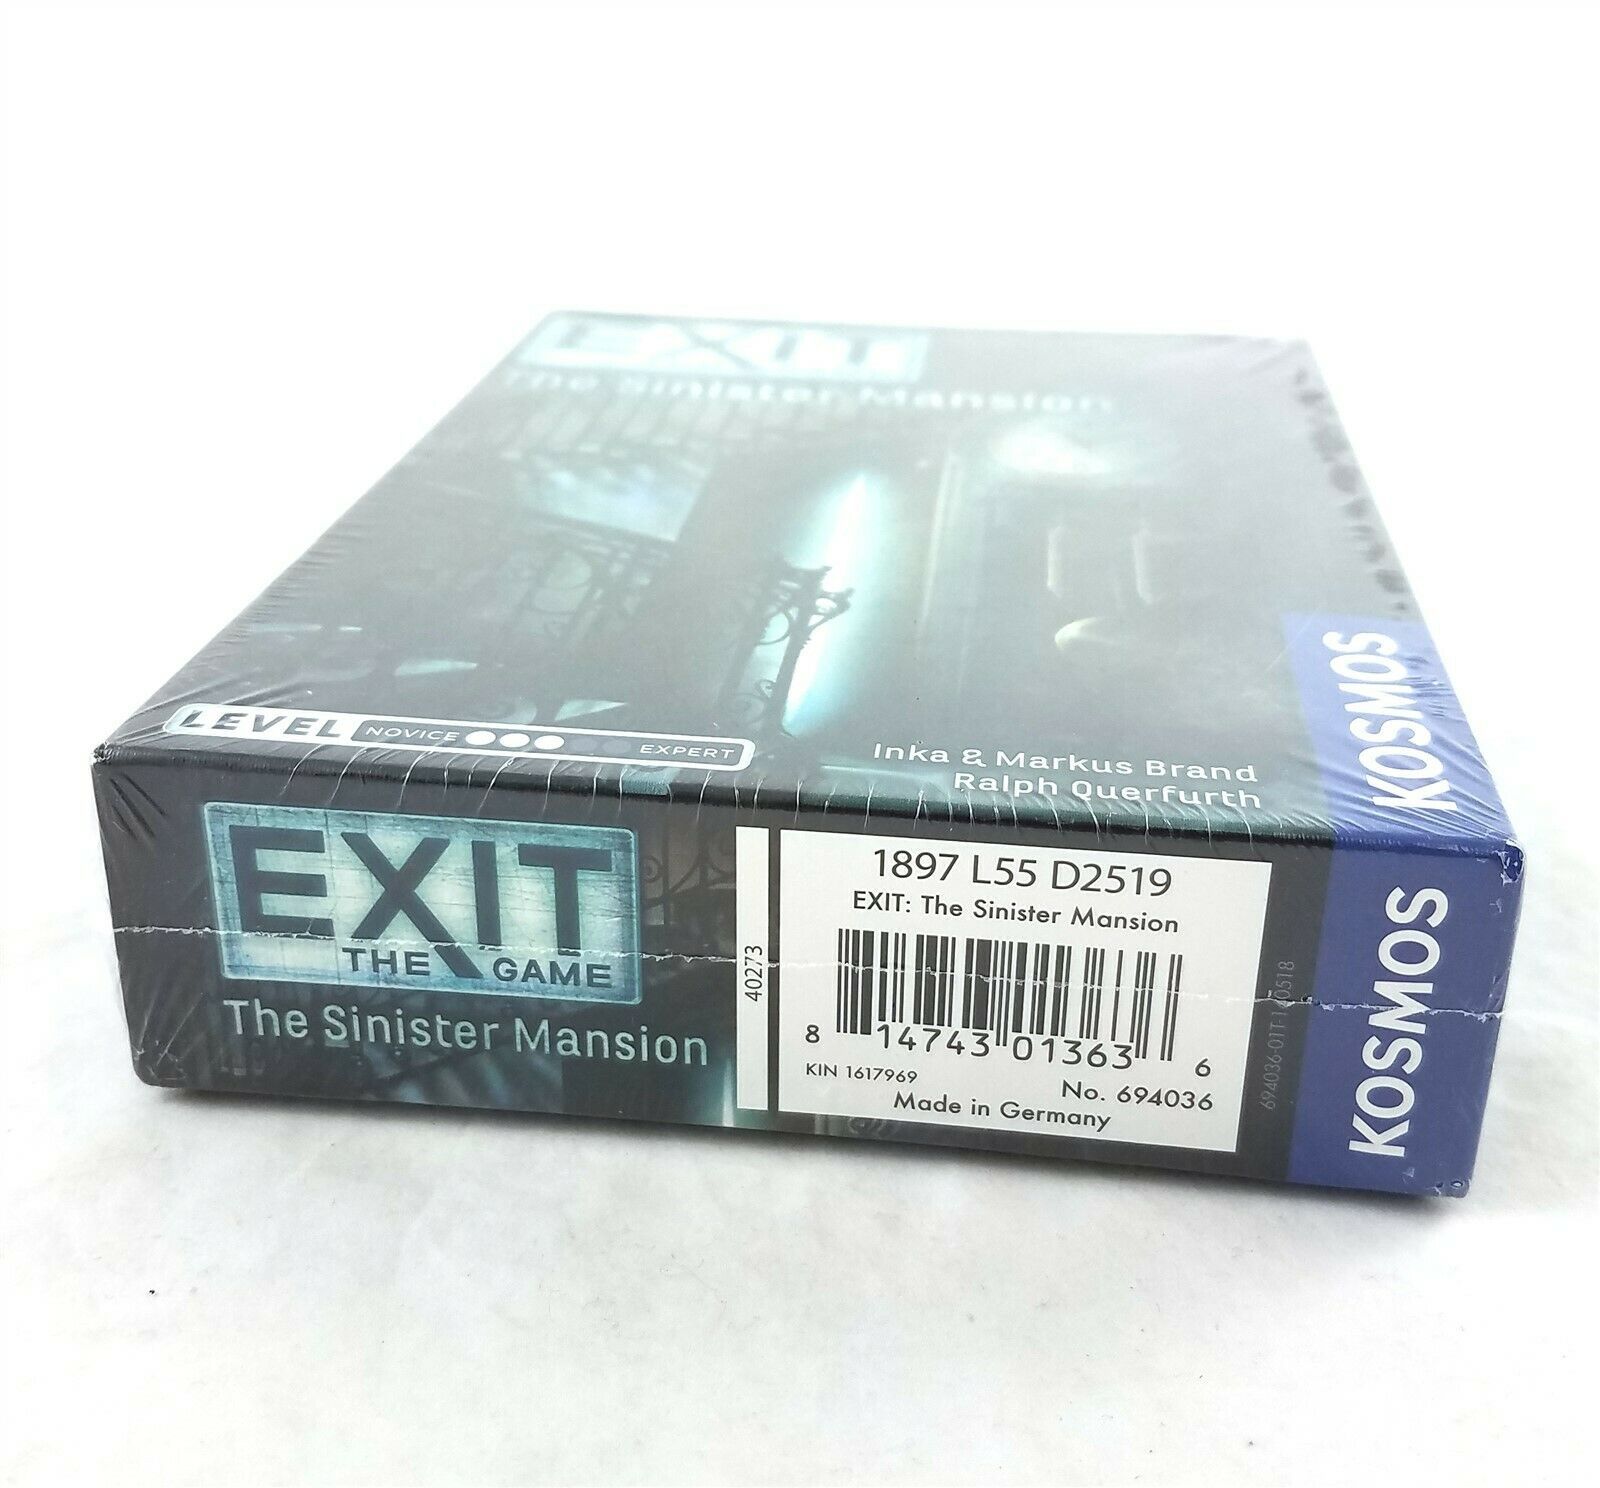 EXIT
The Sinister Mansion
LEVEL NOVICE EXPERT
Inka & Markus Brand
Ralph Querfurth
KOSMOS
EXIT
THE GAME
The Sinister Mansion
40273
1897 L55 D2519
EXIT: The Sinister Mansion
8 14743 01363 6
KIN 1617969
No. 694036
Made in Germany
KOSMOS